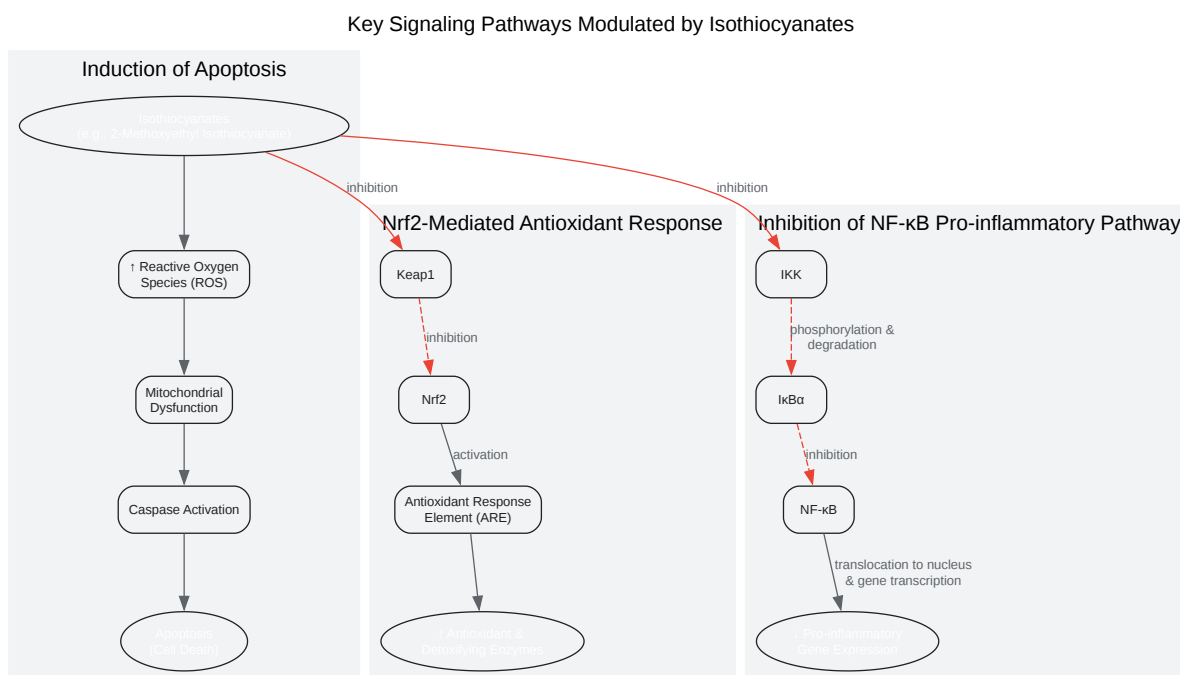 Key Signaling Pathways Modulated by Isothiocyanates
Induction of Apoptosis
Isothiocyanates
(e.g., 2-Methoxyethyl Isothiocyanate)
inhibition
inhibition
Nrf2-Mediated Antioxidant Response
Inhibition of NF-κB Pro-inflammatory Pathway
↑ Reactive Oxygen
Species (ROS)
Keap1
IKK
inhibition
phosphorylation &
degradation
Mitochondrial
Dysfunction
Nrf2
IκBα
activation
inhibition
Caspase Activation
Antioxidant Response
Element (ARE)
NF-κB
translocation to nucleus
& gene transcription
Apoptosis
(Cell Death)
↑ Antioxidant &
Detoxifying Enzymes
↓ Pro-inflammatory
Gene Expression